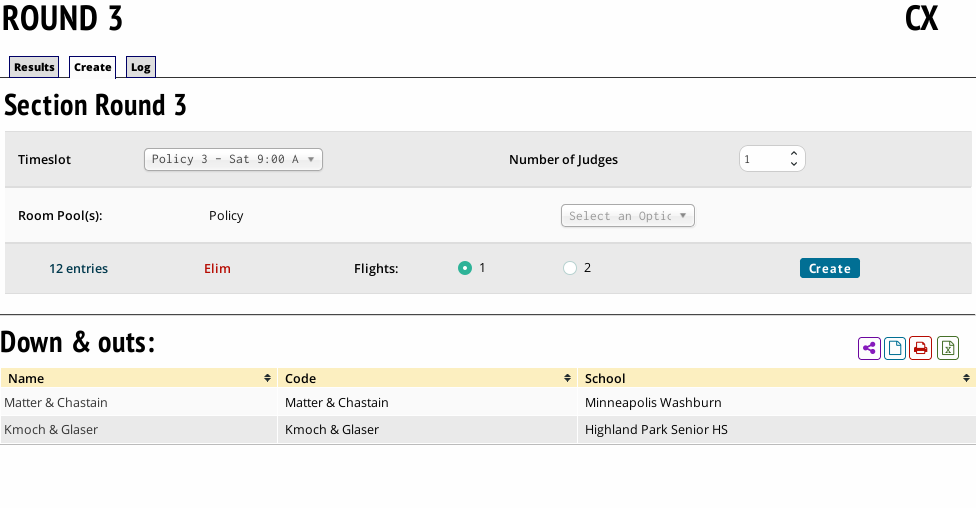 ROUND 3 CX
Results Create Log
Section Round 3
Timeslot Policy 3 - Sat 9:00 A Number of Judges 1
Room Pool(s): Policy Select an Optic
12 entries Elim Flights: 1 2 Create
Down & outs:
Name Code School
Matter & Chastain Matter & Chastain Minneapolis Washburn
Kmoch & Glaser Kmoch & Glaser Highland Park Senior HS